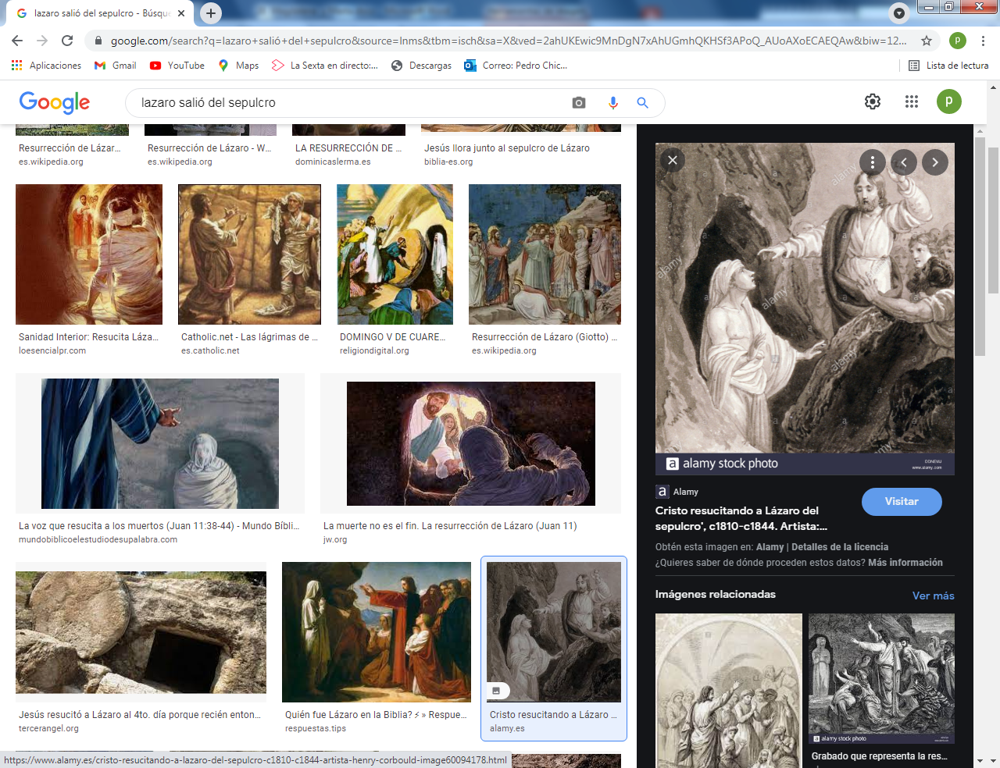 lazaro salió del sepulcro - Búsque
google.com/search?q=lazaro+salió+del+sepulcro&source=lnms&tbm=isch&sa=X&ved=2ahUKEwic9MnDgN7xAhUGmhQKHSf3APoQ_AUoAXoECAEQAw&biw=12...
p
Aplicaciones
Gmail
YouTube
Maps
La Sexta en directo:...
Descargas
Correo: Pedro Chic...
Lista de lectura
Google
lazaro salió del sepulcro
p
Resurrección de Lázar...
es.wikipedia.org
Resurrección de Lázaro - W...
es.wikipedia.org
LA RESURRECCIÓN DE ...
dominicaslerma.es
Jesús llora junto al sepulcro de Lázaro
biblia-es.org
Sanidad Interior: Resucita Láza...
loesencialpr.com
Catholic.net - Las lágrimas de ...
es.catholic.net
DOMINGO V DE CUARE...
religiondigital.org
Resurrección de Lázaro (Giotto) ...
es.wikipedia.org
La voz que resucita a los muertos (Juan 11:38-44) - Mundo Bíbli...
mundobiblicoelestudiodesupalabra.com
La muerte no es el fin. La resurrección de Lázaro (Juan 11)
jw.org
Jesús resucitó a Lázaro al 4to. día porque recién enton...
tercerangel.org
Quién fue Lázaro en la Biblia? ⚡ » Respue...
respuestas.tips
Cristo resucitando a Lázaro ...
alamy.es
https://www.alamy.es/cristo-resucitando-a-lazaro-del-sepulcro-c1810-c1844-artista-henry-corbould-image60094178.html
alamy
alamy
alamy
alamy
alamy
a alamy stock photo
www.alamy.com
a Alamy
Cristo resucitando a Lázaro del
sepulcro', c1810-c1844. Artista:...
Visitar
Obtén esta imagen en: Alamy | Detalles de la licencia
¿Quieres saber de dónde proceden estos datos? Más información
Imágenes relacionadas
Ver más
a alamy stock photo
Grabado que representa la res...